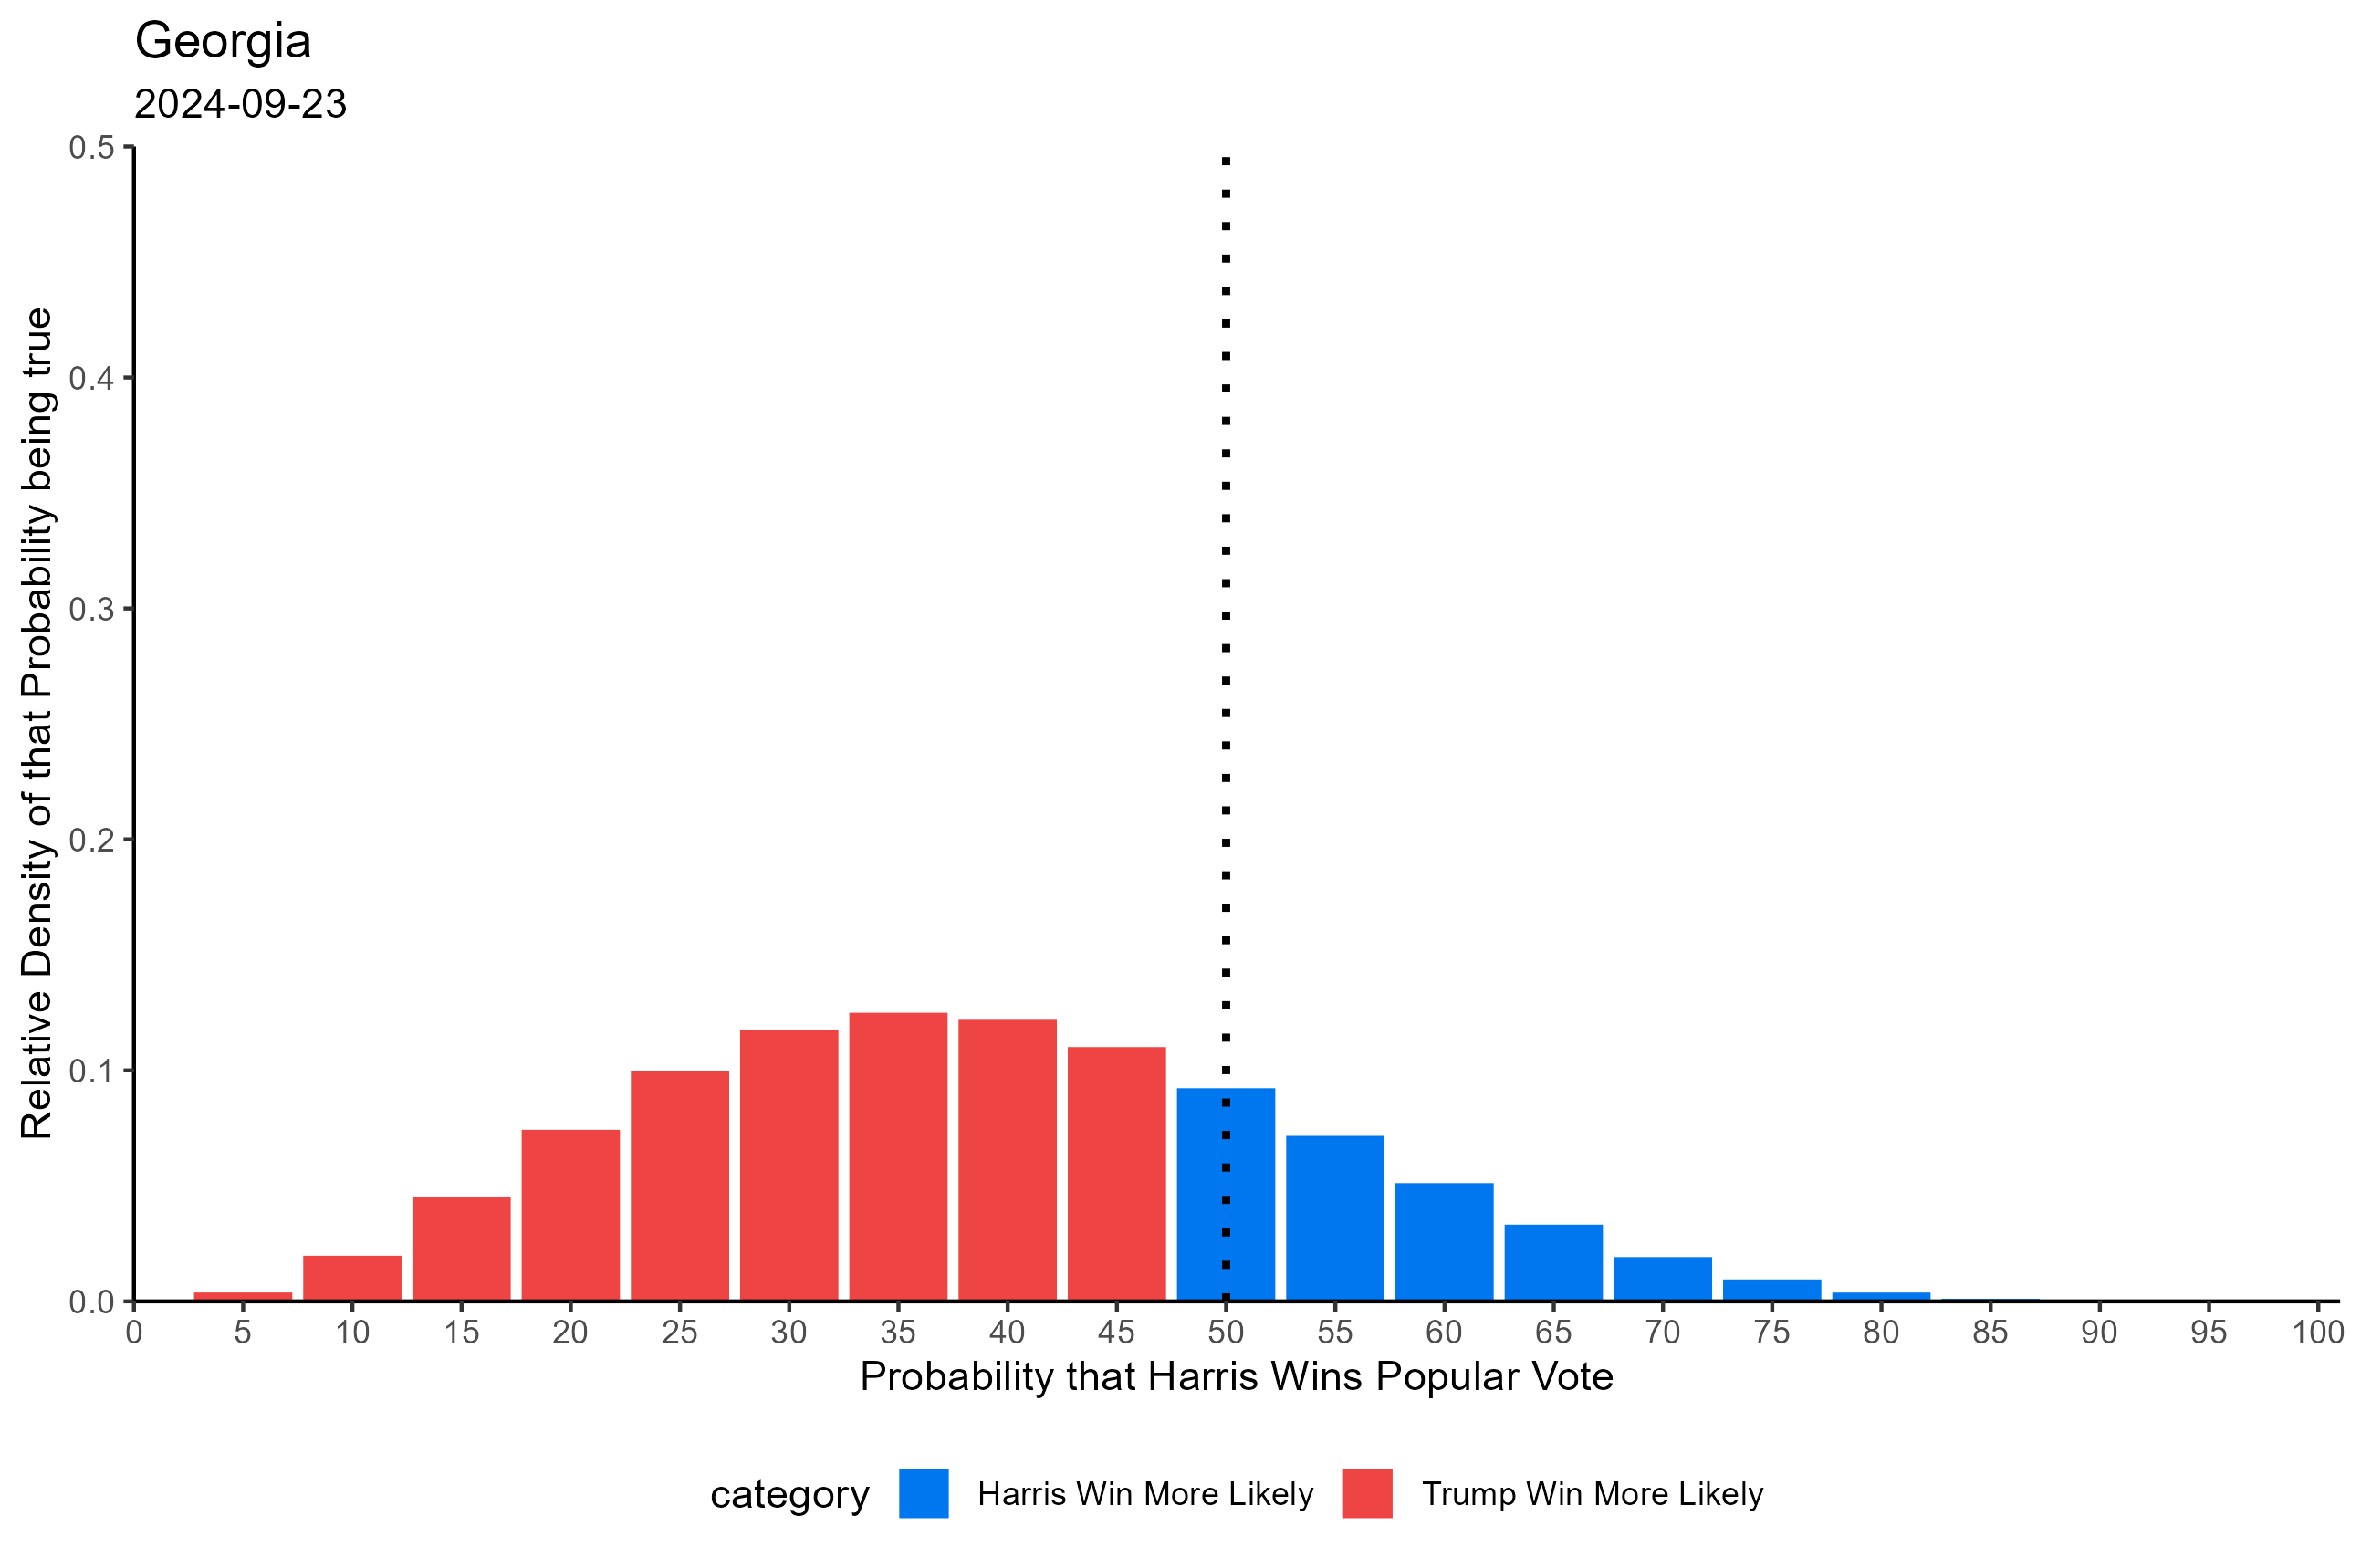 Georgia
2024-09-23
Relative Density of that Probability being true
0.5
0.4
0.3
0.2
0.1
0.0
0 5 10 15 20 25 30 35 40 45 50 55 60 65 70 75 80 85 90 95 100
Probability that Harris Wins Popular Vote
category Harris Win More Likely Trump Win More Likely